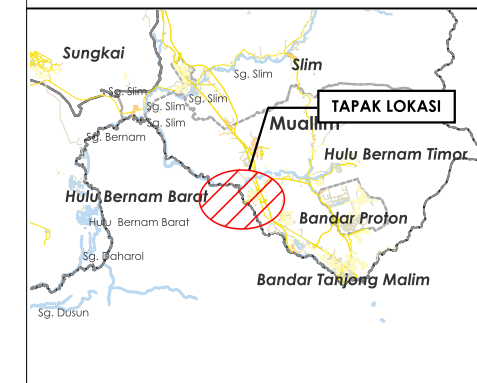 Sungkai
Slim
Sg. Slim
Sg. Slim
Sg. Slim
Sg. Slim
TAPAK LOKASI
Sg. Slim
Muallim
Sg. Bernam
Hulu Bernam Timor
Hulu Bernam Barat
Bandar Proton
Hulu Bernam Barat
Sg. Daharol
Bandar Tanjong Malim
Sg. Dusun